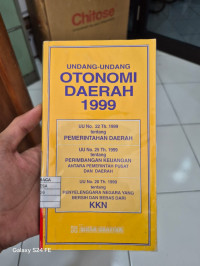 Chitose
UNDANG-UNDANG
OTONOMI
DAERAH
1999
UU No. 22 Th. 1999
tentang
PEMERINTAHAN DAERAH
UU No. 25 Th. 1999
tentang
PERIMBANGAN KEUANGAN
ANTARA PEMERINTAH PUSAT
DAN DAERAH
UU No. 28 Th. 1999
tentang
PENYELENGGARA NEGARA YANG
BERSIH DAN BEBAS DARI
KKN
Galaxy S24 FE